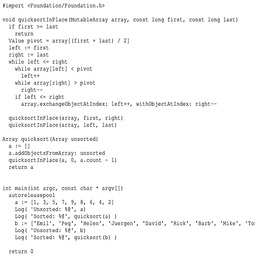 #import <Foundation/Foundation.h>
void quicksortInPlace(MutableArray array, const long first, const long last)
if first >= last
return
Value pivot = array[(first + last) / 2]
left := first
right := last
while left <= right
while array[left] < pivot
left++
while array[right] > pivot
right--
if left <= right
array.exchangeObjectAtIndex: left++, withObjectAtIndex: right--
quicksortInPlace(array, first, right)
quicksortInPlace(array, left, last)
Array quicksort(Array unsorted)
a := []
a.addObjectsFromArray: unsorted
quicksortInPlace(a, 0, a.count - 1)
return a
int main(int argc, const char * argv[])
autoreleasepool
a := [1, 3, 5, 7, 9, 8, 6, 4, 2]
Log( "Unsorted: %@", a)
Log( "Sorted: %@", quicksort(a) )
b := ["Emil", "Peg", "Helen", "Juergen", "David", "Rick", "Barb", "Mike", "To
Log( "Unsorted: %@", b)
Log( "Sorted: %@", quicksort(b) )
return 0